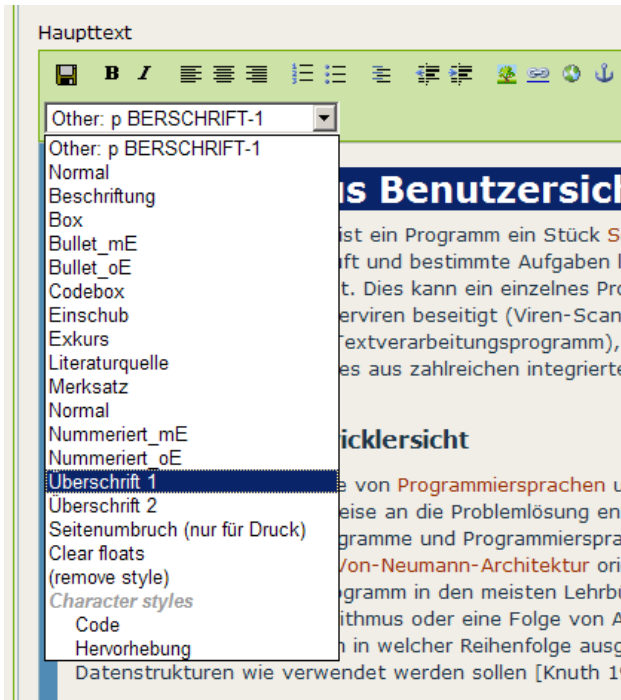 Haupttext
B I
Other: p BERSCHRIFT-1
Other: p BERSCHRIFT-1
Normal
Beschriftung
Box
Bullet_mE
Bullet_oE
Codebox
Einschub
Exkurs
Literaturquelle
Merksatz
Normal
Nummeriert_mE
Nummeriert_oE
Überschrift 1
Überschrift 2
Seitenumbruch (nur für Druck)
Clear floats
(remove style)
Character styles
Code
Hervorhebung
s Benutzersich
ist ein Programm ein Stück S
ft und bestimmte Aufgaben l
t. Dies kann ein einzelnes Pro
erviren beseitigt (Viren-Scan
Textverarbeitungsprogramm),
es aus zahlreichen integrierte
icklersicht
e von Programmiersprachen u
eise an die Problemlösung en
gramme und Programmierspra
Von-Neumann-Architektur ori
ogramm in den meisten Lehrbü
ithmus oder eine Folge von A
n in welcher Reihenfolge ausg
Datenstrukturen wie verwendet werden sollen [Knuth 19